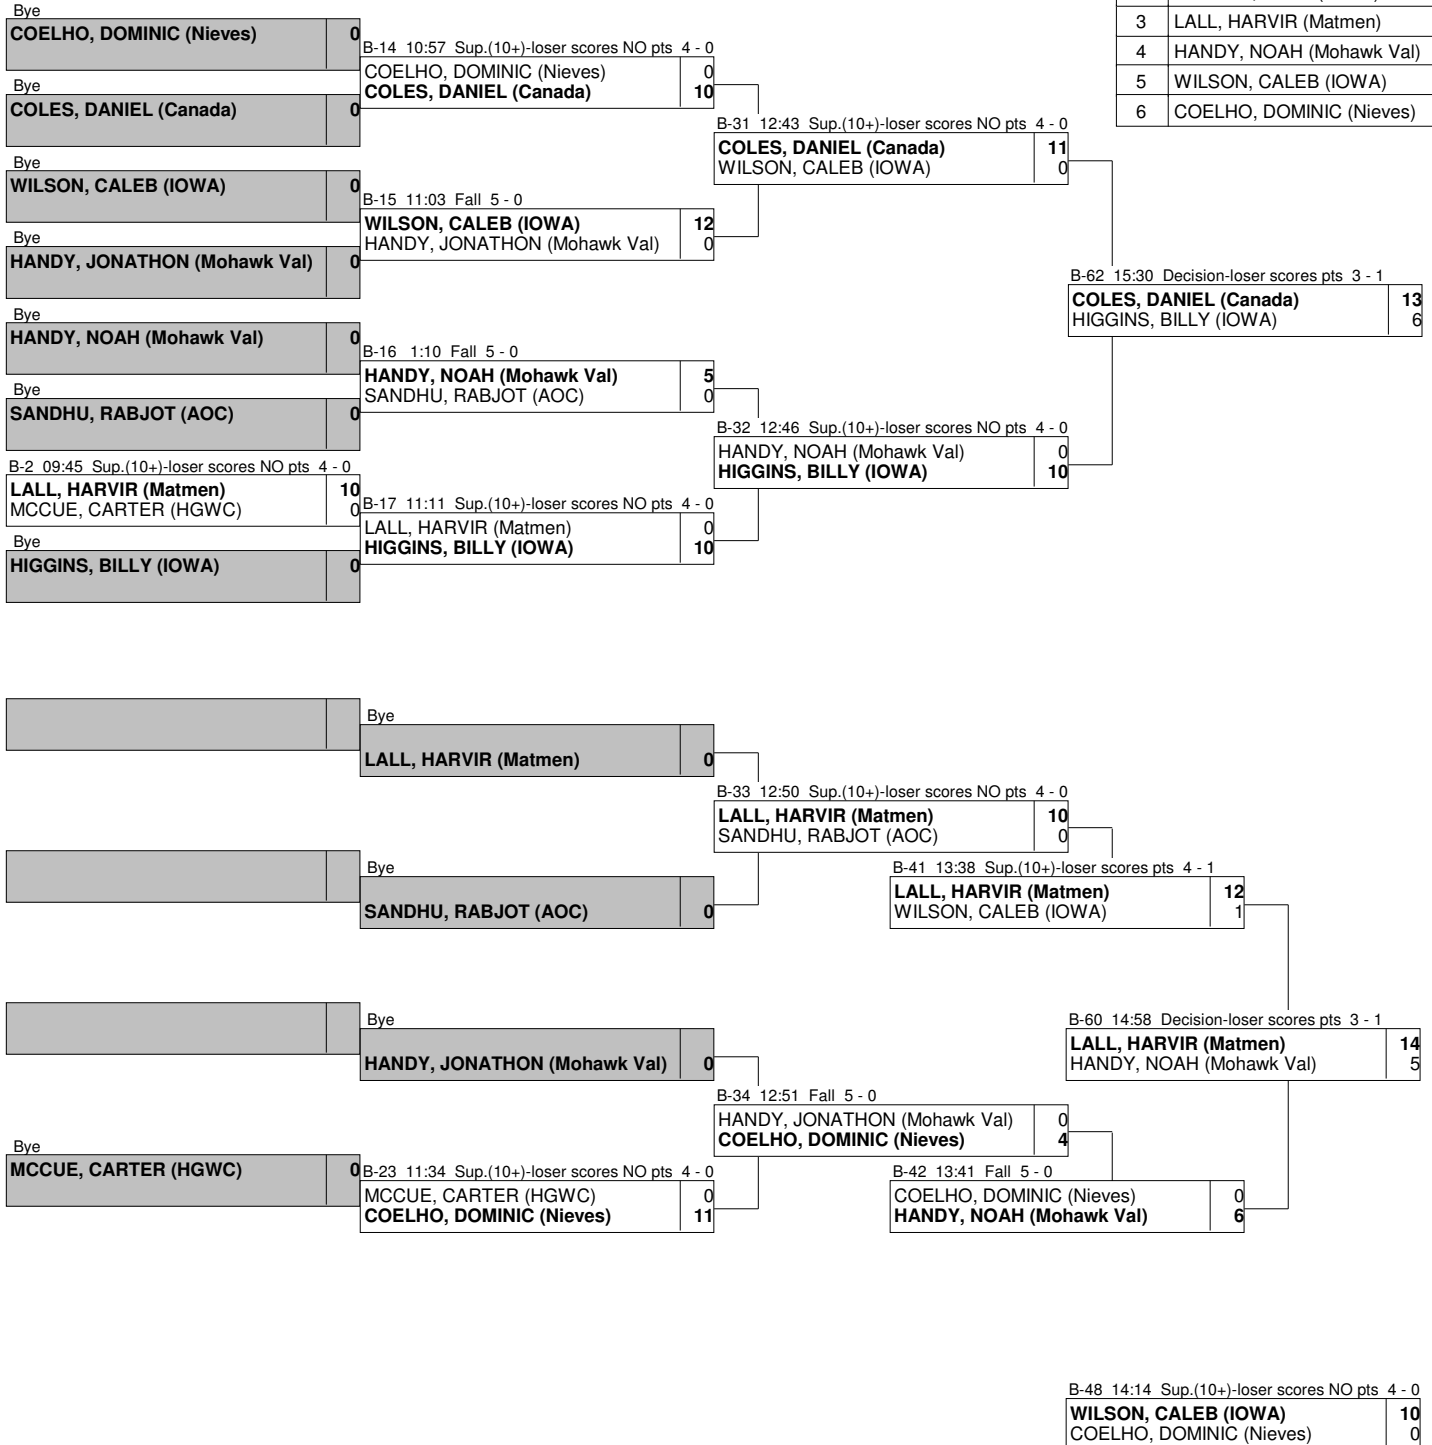 Bye
COELHO, DOMINIC (Nieves) 0
Bye
COLES, DANIEL (Canada) 0
Bye
WILSON, CALEB (IOWA) 0
Bye
HANDY, JONATHON (Mohawk Val) 0
Bye
HANDY, NOAH (Mohawk Val) 0
Bye
SANDHU, RABJOT (AOC) 0
B-2 09:45 Sup.(10+)-loser scores NO pts 4 - 0
LALL, HARVIR (Matmen) 10
MCCUE, CARTER (HGWC) 0
Bye
HIGGINS, BILLY (IOWA) 0
B-14 10:57 Sup.(10+)-loser scores NO pts 4 - 0
COELHO, DOMINIC (Nieves) 0
COLES, DANIEL (Canada) 10
B-15 11:03 Fall 5 - 0
WILSON, CALEB (IOWA) 12
HANDY, JONATHON (Mohawk Val) 0
B-16 1:10 Fall 5 - 0
HANDY, NOAH (Mohawk Val) 5
SANDHU, RABJOT (AOC) 0
B-17 11:11 Sup.(10+)-loser scores NO pts 4 - 0
LALL, HARVIR (Matmen) 0
HIGGINS, BILLY (IOWA) 10
B-31 12:43 Sup.(10+)-loser scores NO pts 4 - 0
COLES, DANIEL (Canada) 11
WILSON, CALEB (IOWA) 0
B-32 12:46 Sup.(10+)-loser scores NO pts 4 - 0
HANDY, NOAH (Mohawk Val) 0
HIGGINS, BILLY (IOWA) 10
3 LALL, HARVIR (Matmen)
4 HANDY, NOAH (Mohawk Val)
5 WILSON, CALEB (IOWA)
6 COELHO, DOMINIC (Nieves)
B-62 15:30 Decision-loser scores pts 3 - 1
COLES, DANIEL (Canada) 13
HIGGINS, BILLY (IOWA) 6
Bye
LALL, HARVIR (Matmen) 0
Bye
SANDHU, RABJOT (AOC) 0
Bye
HANDY, JONATHON (Mohawk Val) 0
Bye
MCCUE, CARTER (HGWC) 0
B-23 11:34 Sup.(10+)-loser scores NO pts 4 - 0
MCCUE, CARTER (HGWC) 0
COELHO, DOMINIC (Nieves) 11
B-33 12:50 Sup.(10+)-loser scores NO pts 4 - 0
LALL, HARVIR (Matmen) 10
SANDHU, RABJOT (AOC) 0
B-34 12:51 Fall 5 - 0
HANDY, JONATHON (Mohawk Val) 0
COELHO, DOMINIC (Nieves) 4
B-41 13:38 Sup.(10+)-loser scores pts 4 - 1
LALL, HARVIR (Matmen) 12
WILSON, CALEB (IOWA) 1
B-42 13:41 Fall 5 - 0
COELHO, DOMINIC (Nieves) 0
HANDY, NOAH (Mohawk Val) 6
B-60 14:58 Decision-loser scores pts 3 - 1
LALL, HARVIR (Matmen) 14
HANDY, NOAH (Mohawk Val) 5
B-48 14:14 Sup.(10+)-loser scores NO pts 4 - 0
WILSON, CALEB (IOWA) 10
COELHO, DOMINIC (Nieves) 0